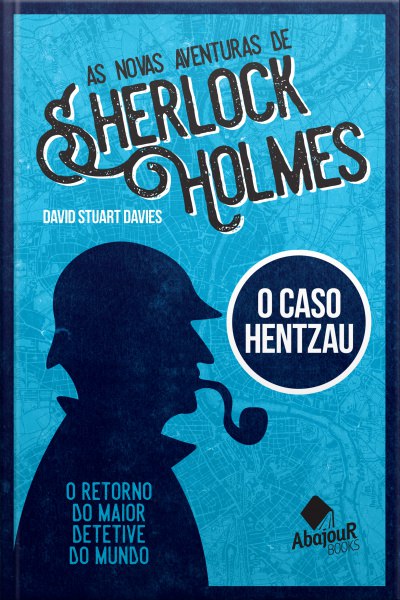 AS NOVAS AVENTURAS DE
SHERLOCK
HOLMES
DAVID STUART DAVIES
O CASO
HENTZAU
O RETORNO
DO MAIOR
DETETIVE
DO MUNDO
AbajouR
BOOKS